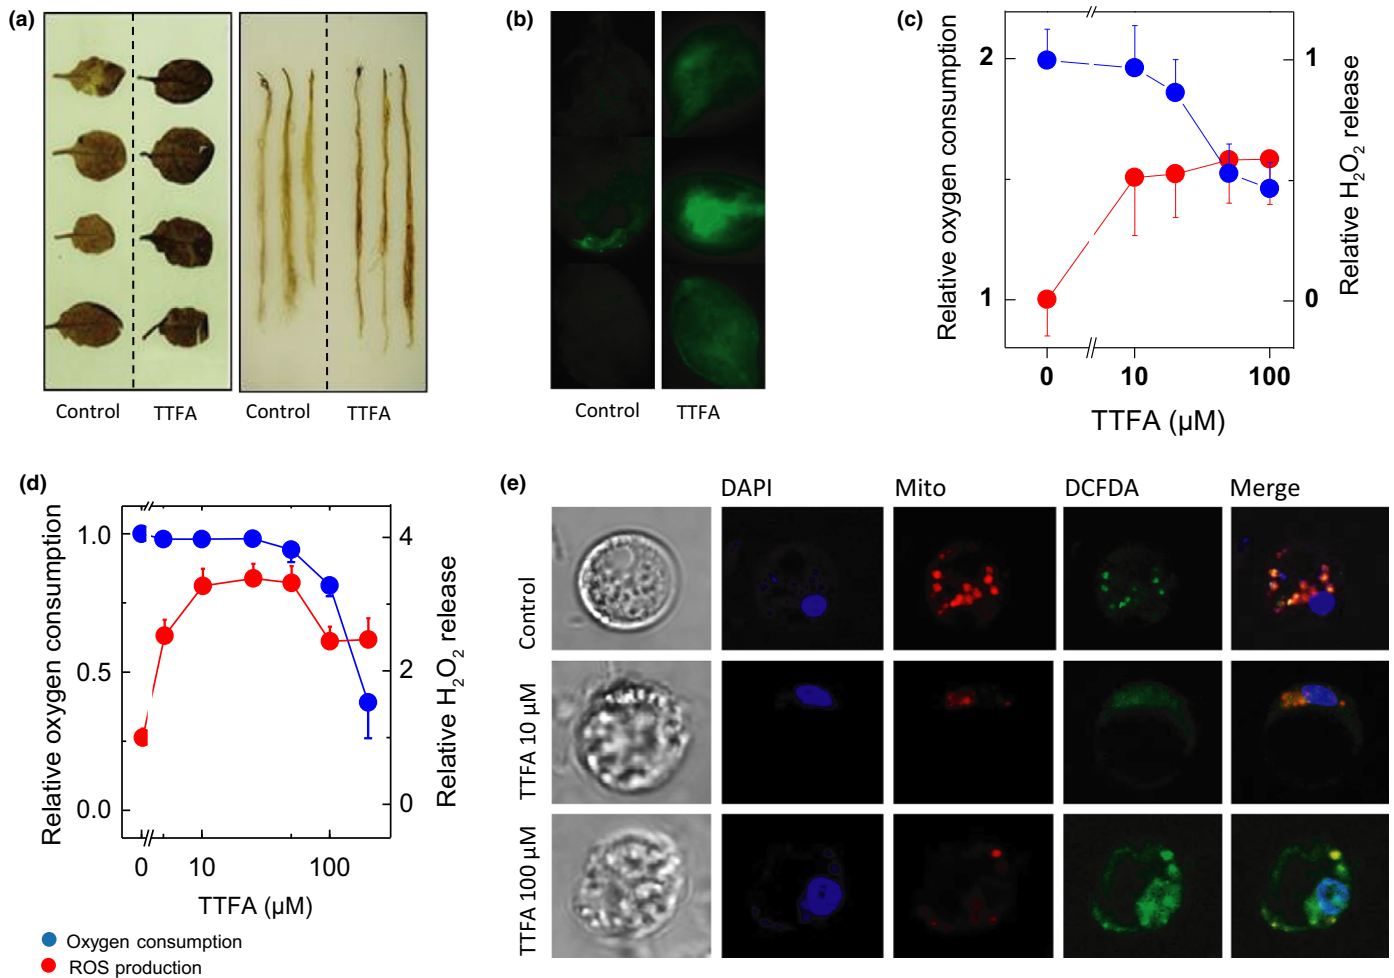 (a)
Control TTFA Control TTFA
(b)
Control TTFA
(c)
Relative oxygen consumption
2
1
1
0
Relative H₂O₂ release
0 10 100
TTFA (µM)
(d)
Relative oxygen consumption
1.0
0.5
0.0
4
2
0
Relative H₂O₂ release
0 10 100
TTFA (µM)
Oxygen consumption
ROS production
(e)
DAPI Mito DCFDA Merge
Control
TTFA 10 µM
TTFA 100 µM